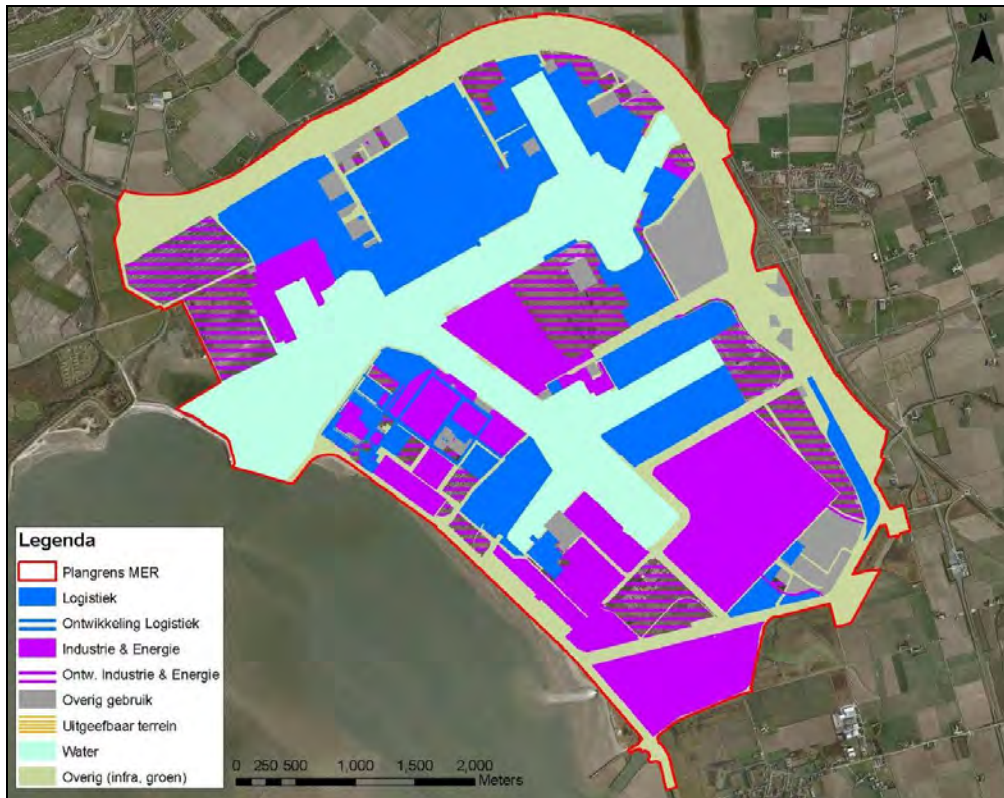 N
Legenda
Plangrens MER
Logistiek
Ontwikkeling Logistiek
Industrie & Energie
Ontw. Industrie & Energie
Overig gebruik
Uitgeefbaar terrein
Water
Overig (infra, groen)
0 250 500 1,000 1,500 2,000
Meters